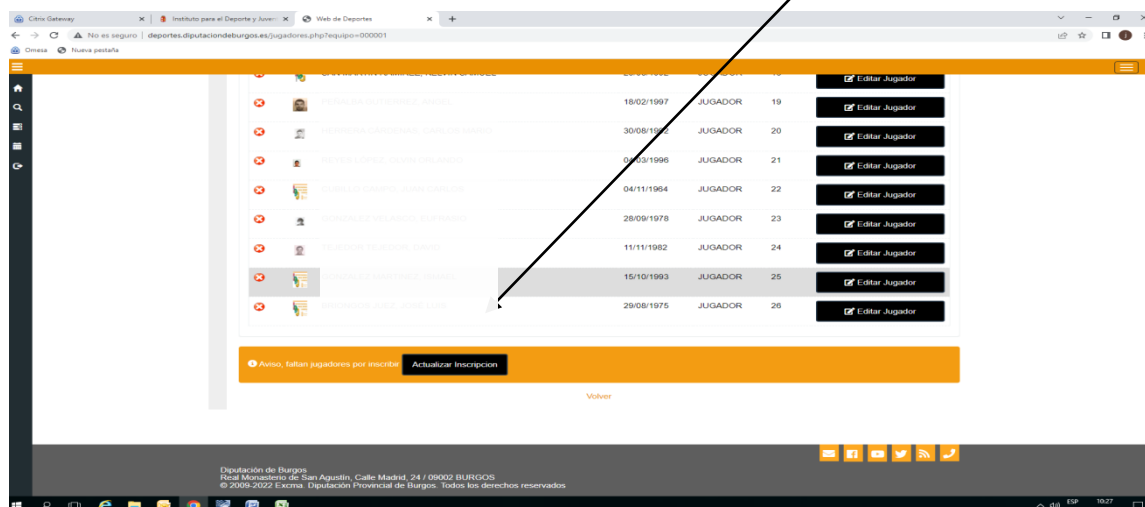 Citrix Gateway
Instituto para el Deporte y Juven
Web de Deportes
No es seguro | deportes.diputaciondeburgos.es/jugadores.php?equipo=000001
Omesa Nueva pestaña
Editar Jugador
18/02/1997 JUGADOR 19 Editar Jugador
30/08/1992 JUGADOR 20 Editar Jugador
04/03/1996 JUGADOR 21 Editar Jugador
04/11/1964 JUGADOR 22 Editar Jugador
28/09/1978 JUGADOR 23 Editar Jugador
11/11/1982 JUGADOR 24 Editar Jugador
15/10/1993 JUGADOR 25 Editar Jugador
29/08/1975 JUGADOR 26 Editar Jugador
Aviso, faltan jugadores por inscribir Actualizar Inscripcion
Volver
Diputación de Burgos
Real Monasterio de San Agustín, Calle Madrid, 24 / 09002 BURGOS
© 2009-2022 Excma. Diputación Provincial de Burgos. Todos los derechos reservados
ESP 10:27